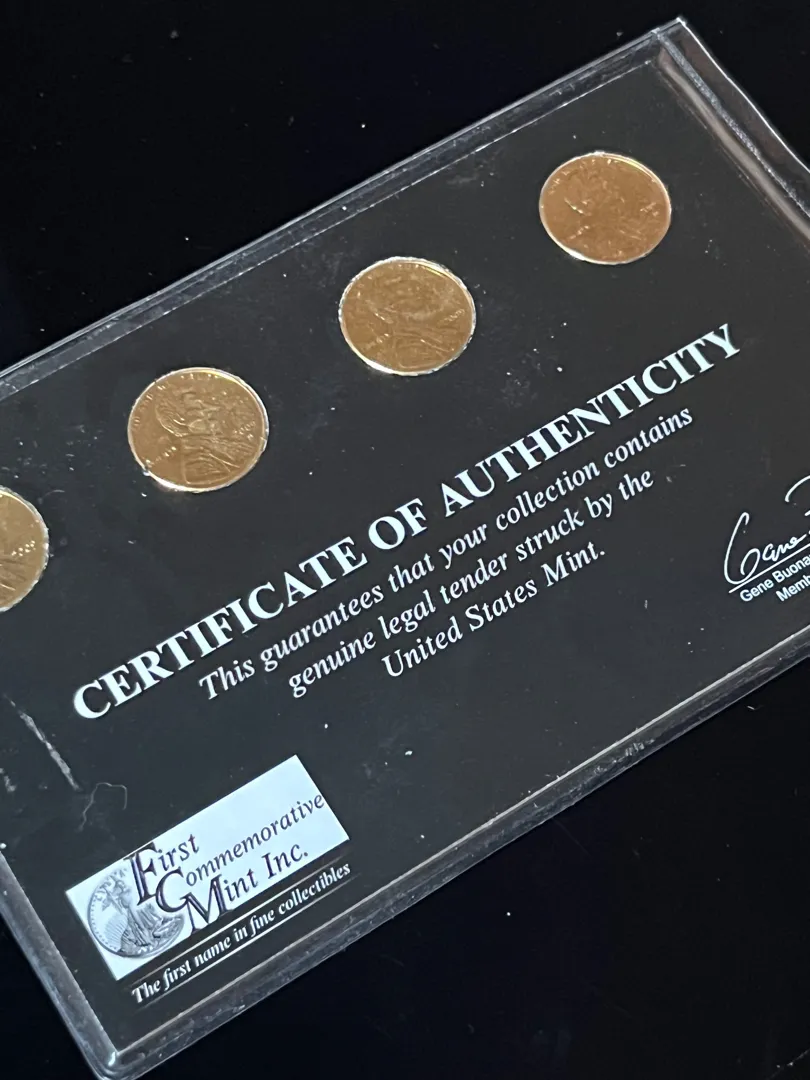 CERTIFICATE OF AUTHENTICITY
This guarantees that your collection contains
genuine legal tender struck by the
United States Mint.
Gene
First
Commemorative
Mint Inc.
The first name in fine collectibles